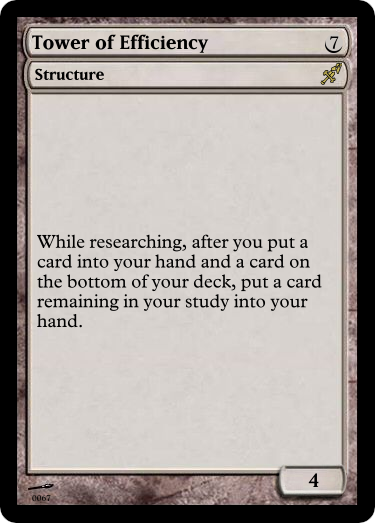 Tower of Efficiency 7
Structure
While researching, after you put a
card into your hand and a card on
the bottom of your deck, put a card
remaining in your study into your
hand.
4
0067